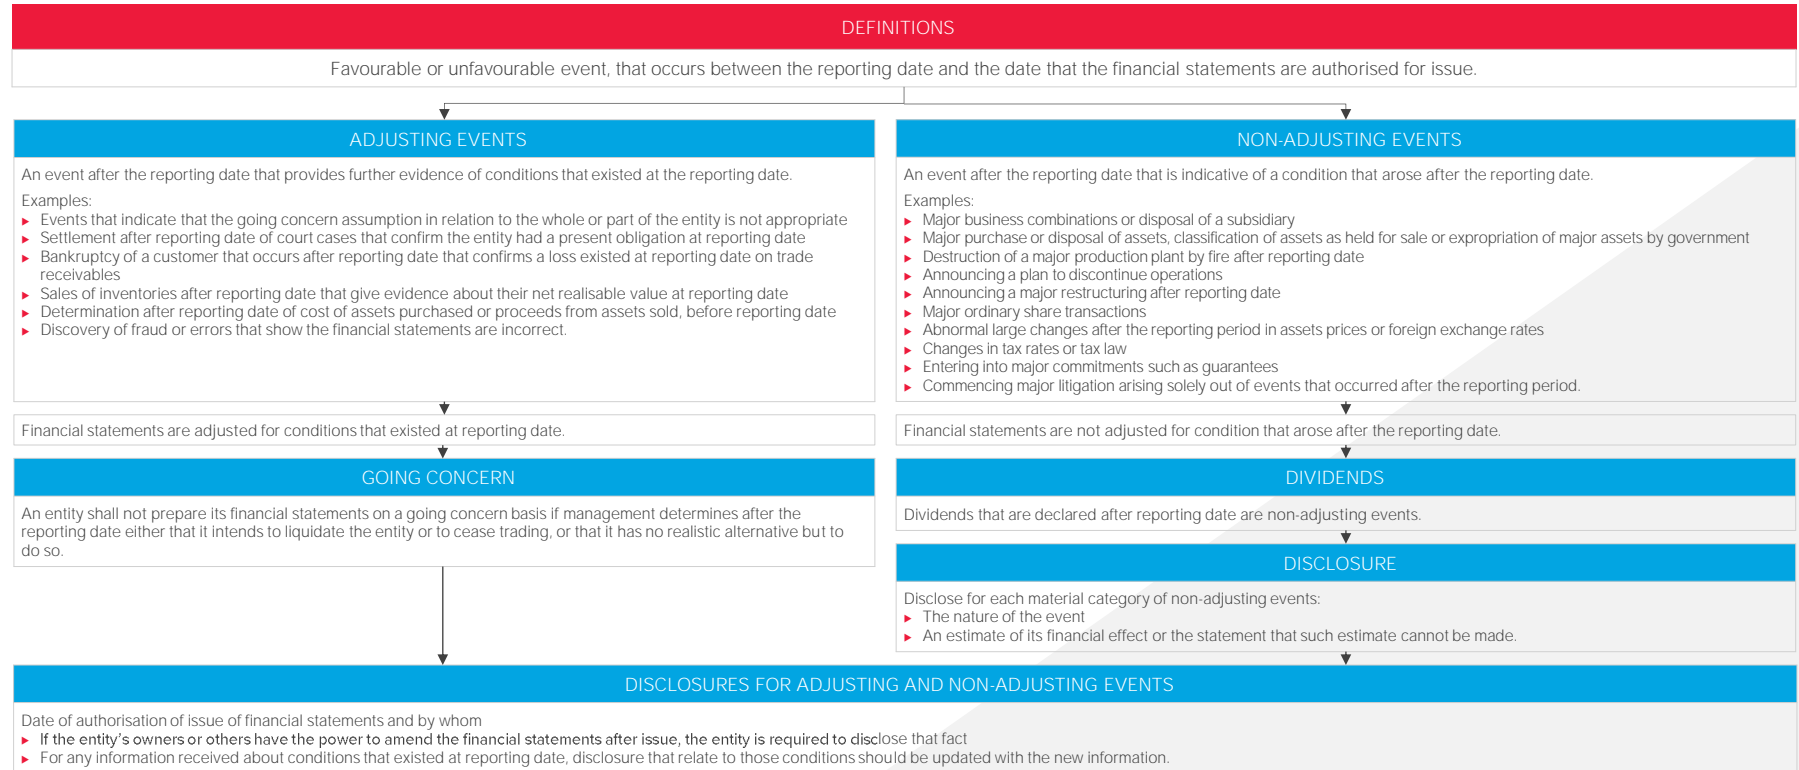 DEFINITIONS
Favourable or unfavourable event, that occurs between the reporting date and the date that the financial statements are authorised for issue.
ADJUSTING EVENTS
An event after the reporting date that provides further evidence of conditions that existed at the reporting date.
Examples:
► Events that indicate that the going concern assumption in relation to the whole or part of the entity is not appropriate
► Settlement after reporting date of court cases that confirm the entity had a present obligation at reporting date
► Bankruptcy of a customer that occurs after reporting date that confirms a loss existed at reporting date on trade
receivables
► Sales of inventories after reporting date that give evidence about their net realisable value at reporting date
► Determination after reporting date of cost of assets purchased or proceeds from assets sold, before reporting date
► Discovery of fraud or errors that show the financial statements are incorrect.
Financial statements are adjusted for conditions that existed at reporting date.
GOING CONCERN
An entity shall not prepare its financial statements on a going concern basis if management determines after the
reporting date either that it intends to liquidate the entity or to cease trading, or that it has no realistic alternative but to
do so.
NON-ADJUSTING EVENTS
An event after the reporting date that is indicative of a condition that arose after the reporting date.
Examples:
► Major business combinations or disposal of a subsidiary
► Major purchase or disposal of assets, classification of assets as held for sale or expropriation of major assets by government
► Destruction of a major production plant by fire after reporting date
► Announcing a plan to discontinue operations
► Announcing a major restructuring after reporting date
► Major ordinary share transactions
► Abnormal large changes after the reporting period in assets prices or foreign exchange rates
► Changes in tax rates or tax law
► Entering into major commitments such as guarantees
► Commencing major litigation arising solely out of events that occurred after the reporting period.
Financial statements are not adjusted for condition that arose after the reporting date.
DIVIDENDS
Dividends that are declared after reporting date are non-adjusting events.
DISCLOSURE
Disclose for each material category of non-adjusting events:
► The nature of the event
► An estimate of its financial effect or the statement that such estimate cannot be made.
DISCLOSURES FOR ADJUSTING AND NON-ADJUSTING EVENTS
Date of authorisation of issue of financial statements and by whom
► If the entity's owners or others have the power to amend the financial statements after issue, the entity is required to disclose that fact
► For any information received about conditions that existed at reporting date, disclosure that relate to those conditions should be updated with the new information.